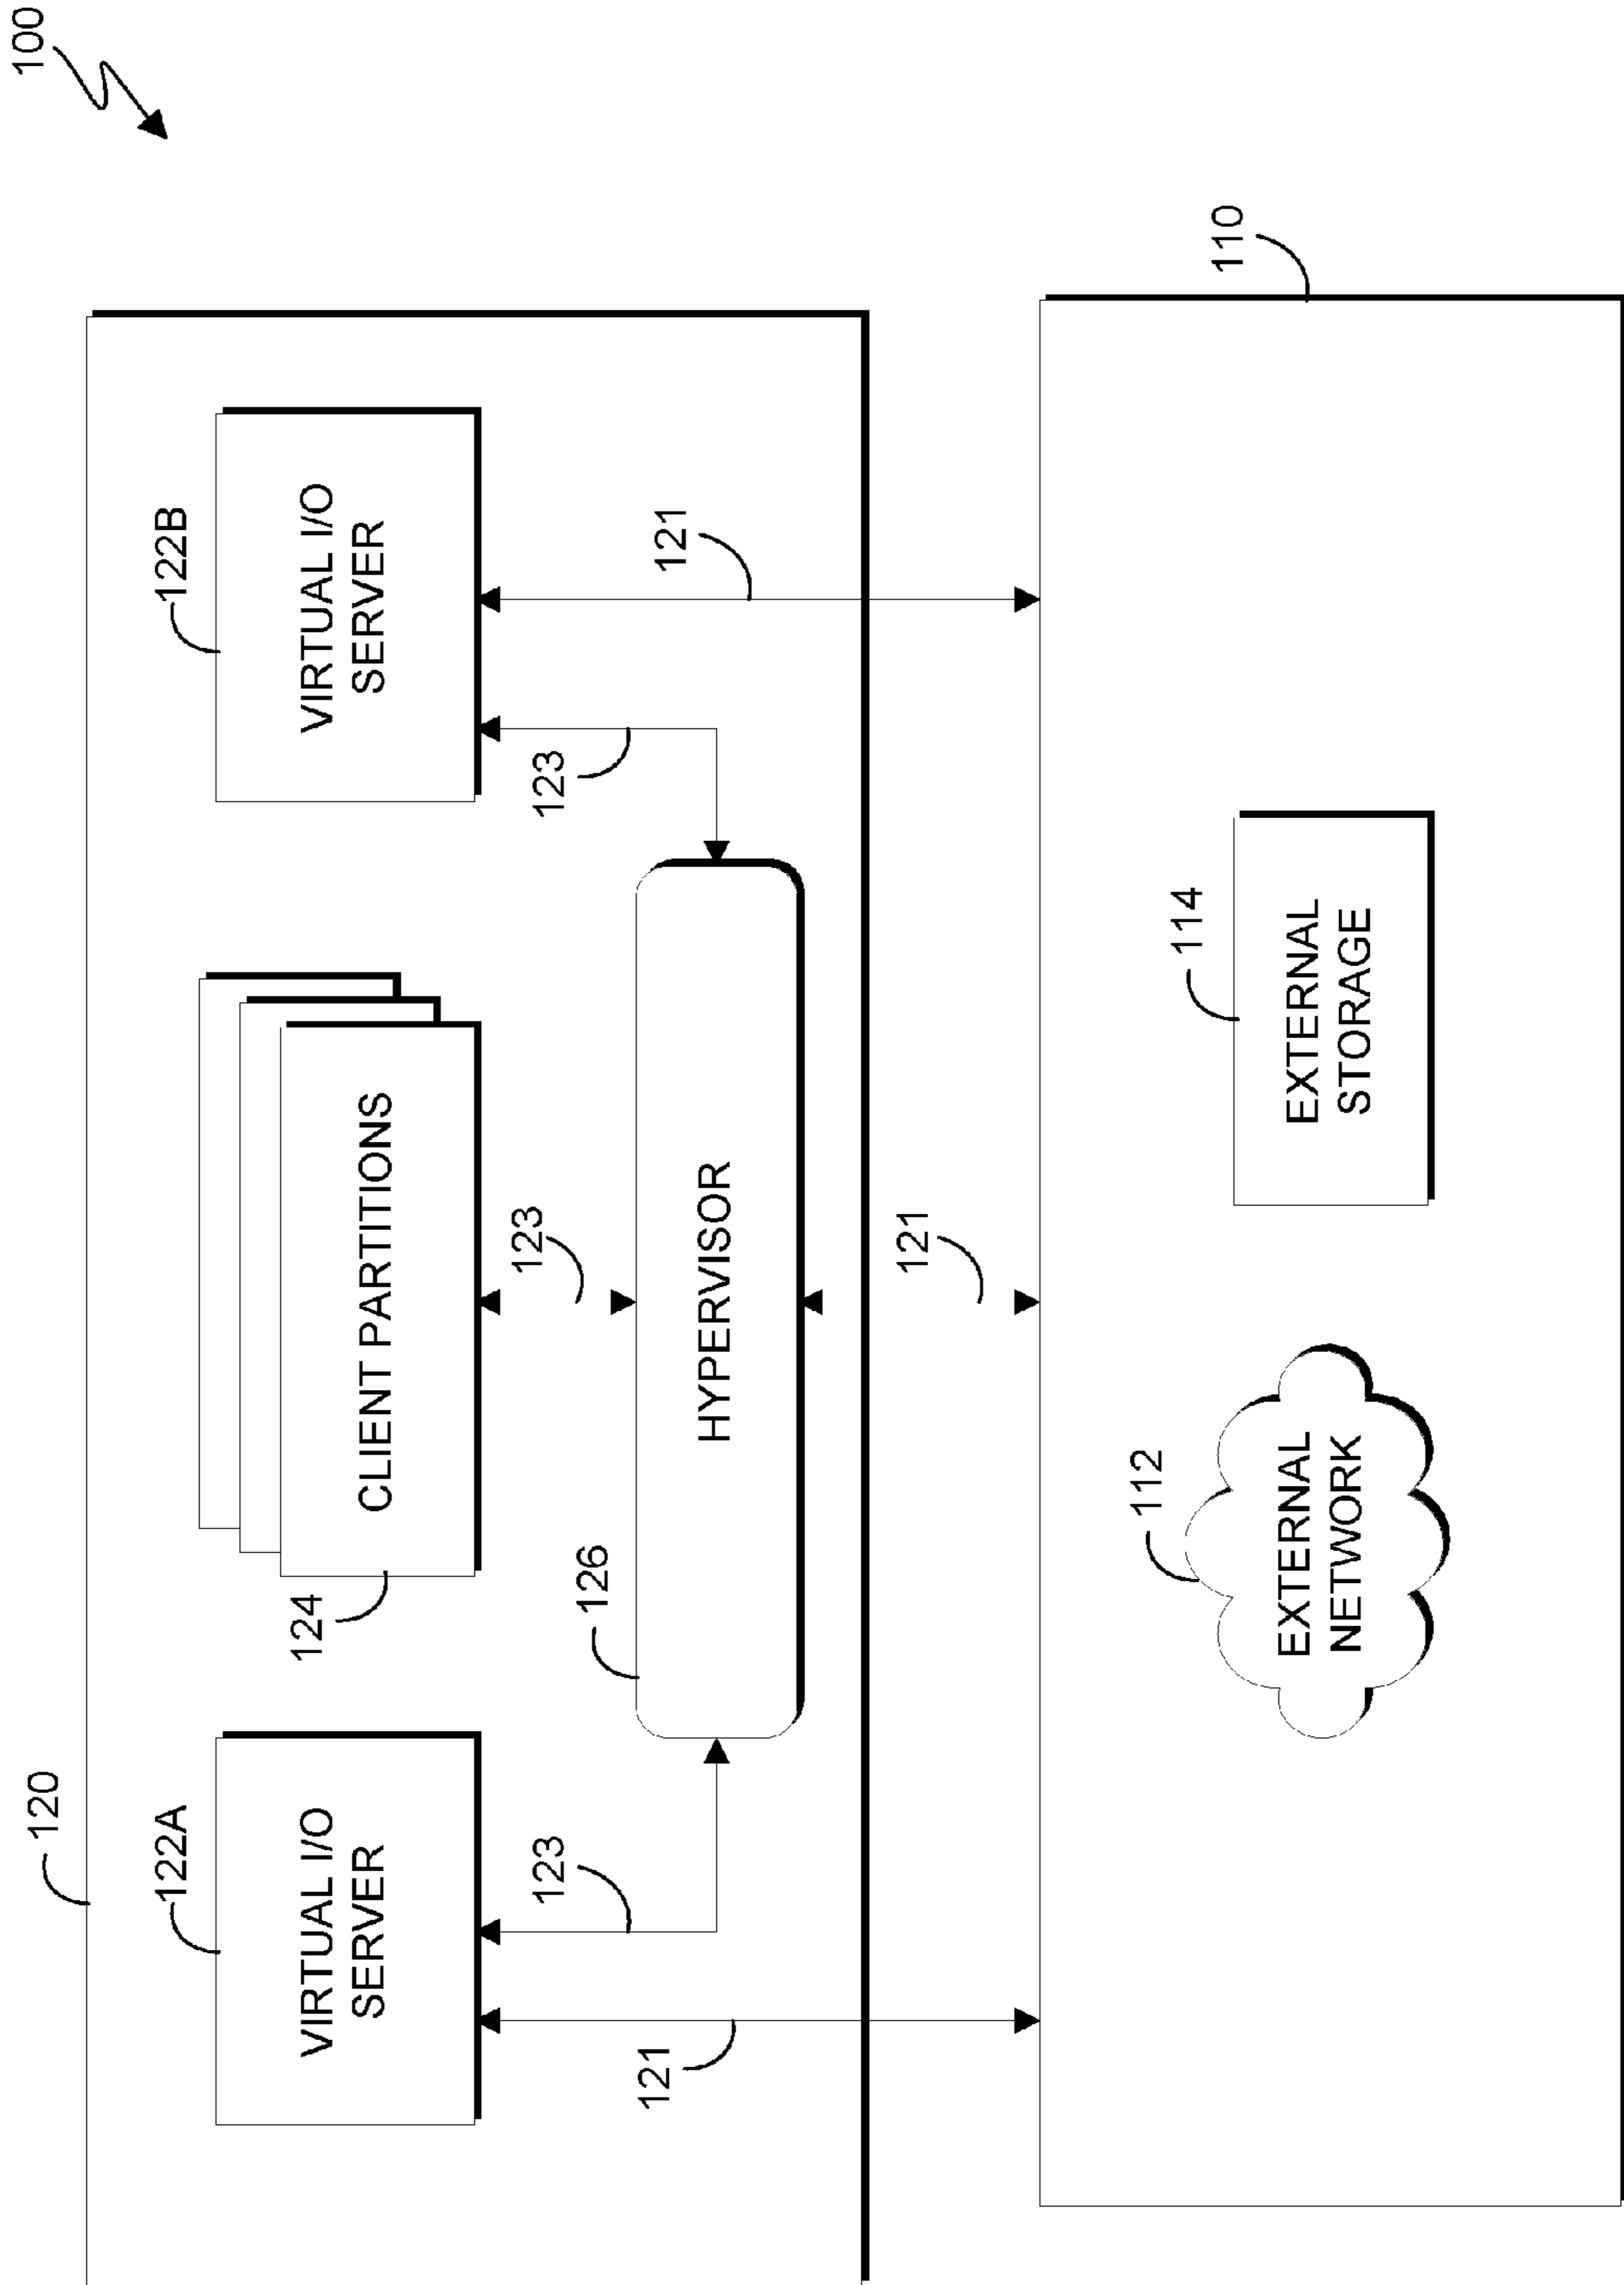 100
120
122A
VIRTUAL I/O
SERVER
124
CLIENT PARTITIONS
122B
VIRTUAL I/O
SERVER
123
123
123
126
HYPERVISOR
121
121
121
110
112
EXTERNAL
NETWORK
114
EXTERNAL
STORAGE